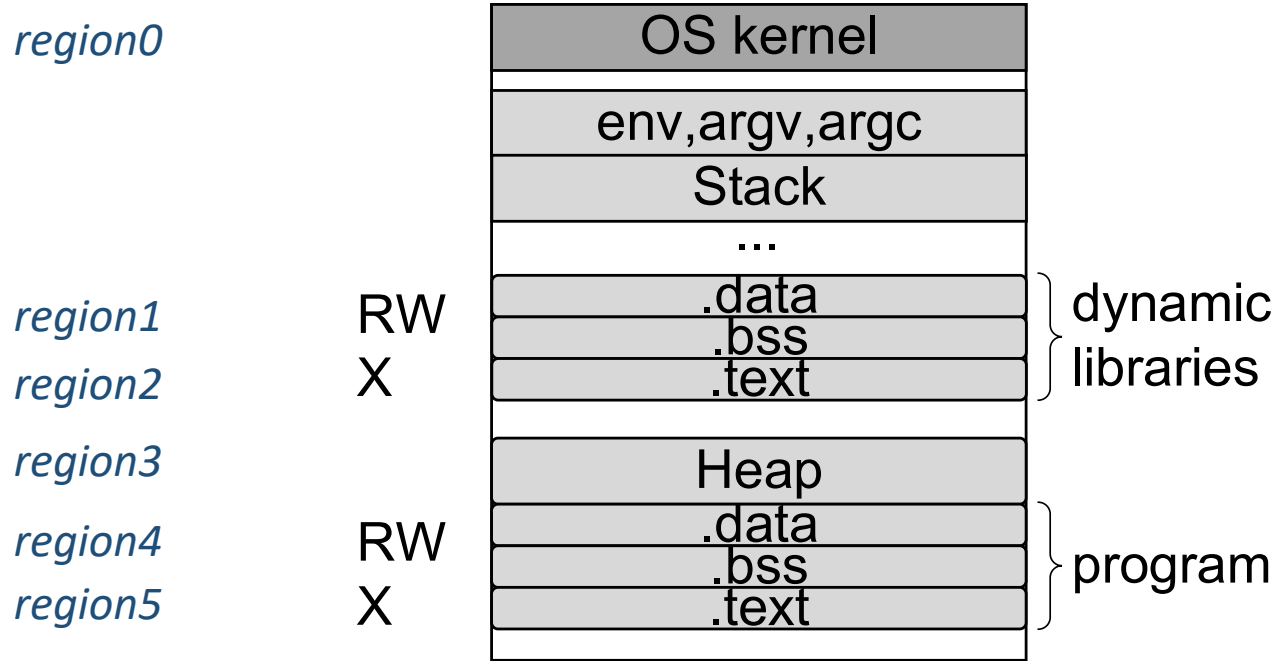 region0 OS kernel
env,argv,argc
Stack
...
region1 RW .data dynamic
.bss
region2 X .text libraries
region3 Heap
region4 RW .data
.bss program
region5 X .text